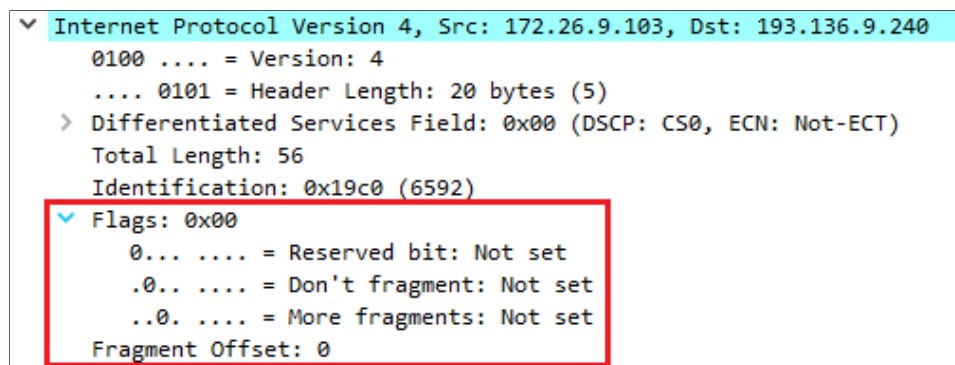 Internet Protocol Version 4, Src: 172.26.9.103, Dst: 193.136.9.240
0100 .... = Version: 4
.... 0101 = Header Length: 20 bytes (5)
Differentiated Services Field: 0x00 (DSCP: CS0, ECN: Not-ECT)
Total Length: 56
Identification: 0x19c0 (6592)
Flags: 0x00
0... .... = Reserved bit: Not set
.0.. .... = Don't fragment: Not set
..0. .... = More fragments: Not set
Fragment Offset: 0